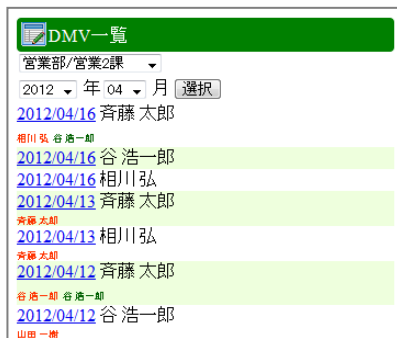 DMV一覧
営業部/営業2課
2012 年 04 月 選択
2012/04/16 斉藤 太郎
相川 弘 谷 浩一郎
2012/04/16 谷 浩一郎
2012/04/16 相川 弘
2012/04/13 斉藤 太郎
斉藤 太郎
2012/04/13 相川 弘
斉藤 太郎
2012/04/12 斉藤 太郎
谷 浩一郎 谷 浩一郎
2012/04/12 谷 浩一郎
山田 一樹